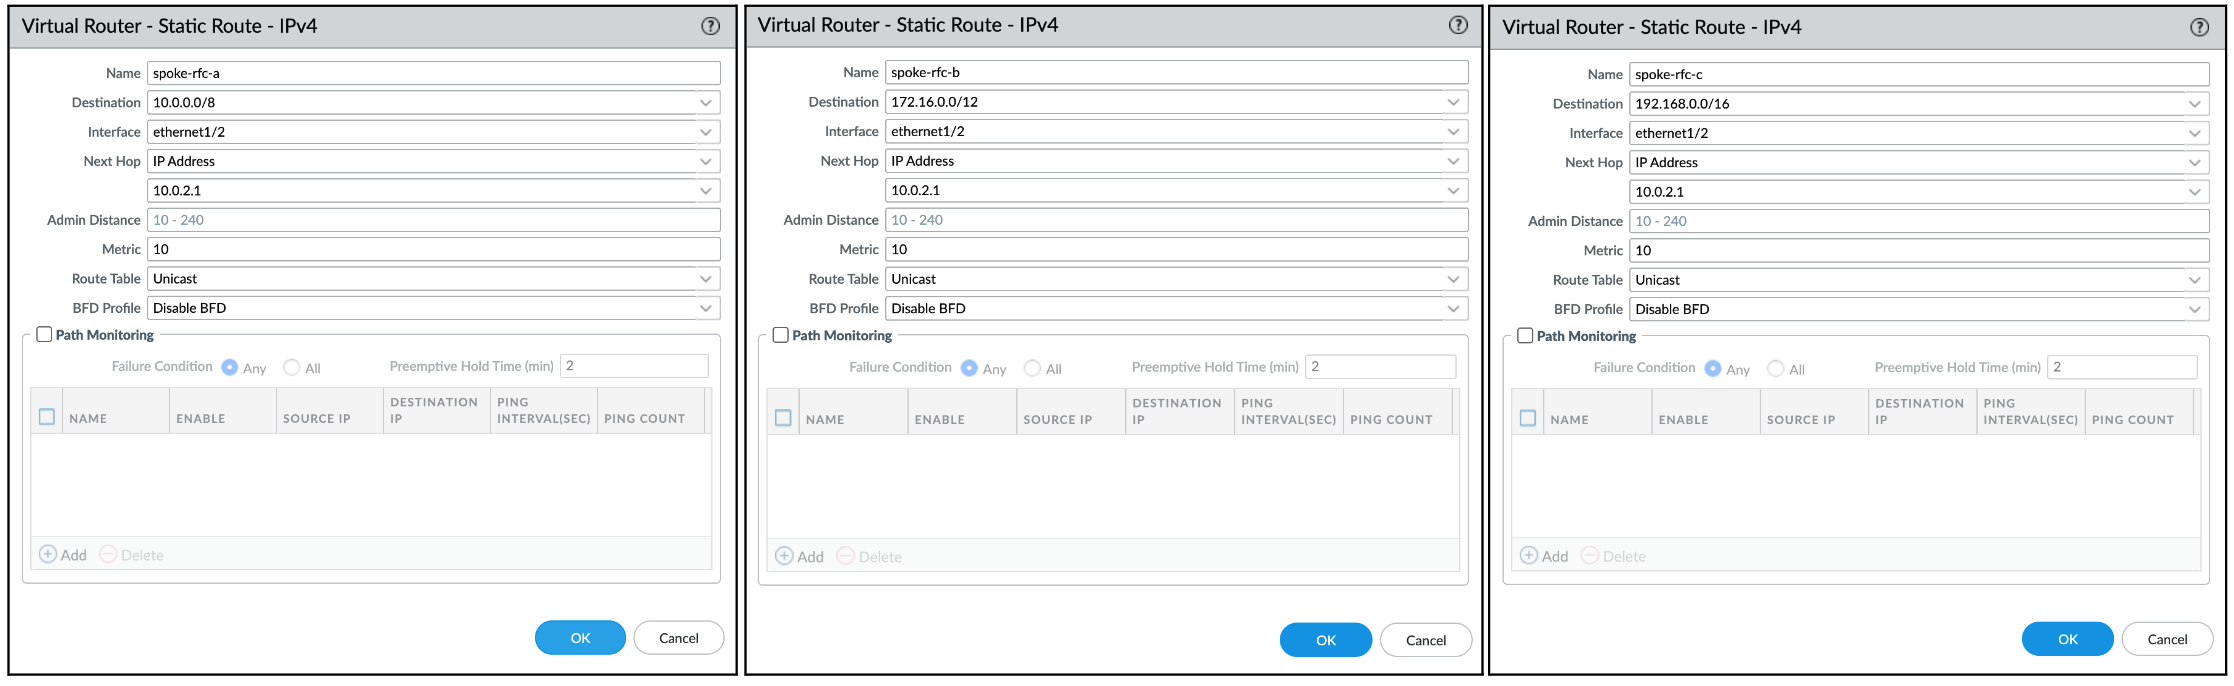 Virtual Router - Static Route - IPv4
Name spoke-rfc-a
Destination 10.0.0.0/8
Interface ethernet1/2
Next Hop IP Address
10.0.2.1
Admin Distance 10 - 240
Metric 10
Route Table Unicast
BFD Profile Disable BFD
Path Monitoring
Failure Condition Any All Preemptive Hold Time (min) 2
NAME ENABLE SOURCE IP DESTINATION IP PING INTERVAL(SEC) PING COUNT
Add Delete
OK Cancel
Virtual Router - Static Route - IPv4
Name spoke-rfc-b
Destination 172.16.0.0/12
Interface ethernet1/2
Next Hop IP Address
10.0.2.1
Admin Distance 10 - 240
Metric 10
Route Table Unicast
BFD Profile Disable BFD
Path Monitoring
Failure Condition Any All Preemptive Hold Time (min) 2
NAME ENABLE SOURCE IP DESTINATION IP PING INTERVAL(SEC) PING COUNT
Add Delete
OK Cancel
Virtual Router - Static Route - IPv4
Name spoke-rfc-c
Destination 192.168.0.0/16
Interface ethernet1/2
Next Hop IP Address
10.0.2.1
Admin Distance 10 - 240
Metric 10
Route Table Unicast
BFD Profile Disable BFD
Path Monitoring
Failure Condition Any All Preemptive Hold Time (min) 2
NAME ENABLE SOURCE IP DESTINATION IP PING INTERVAL(SEC) PING COUNT
Add Delete
OK Cancel